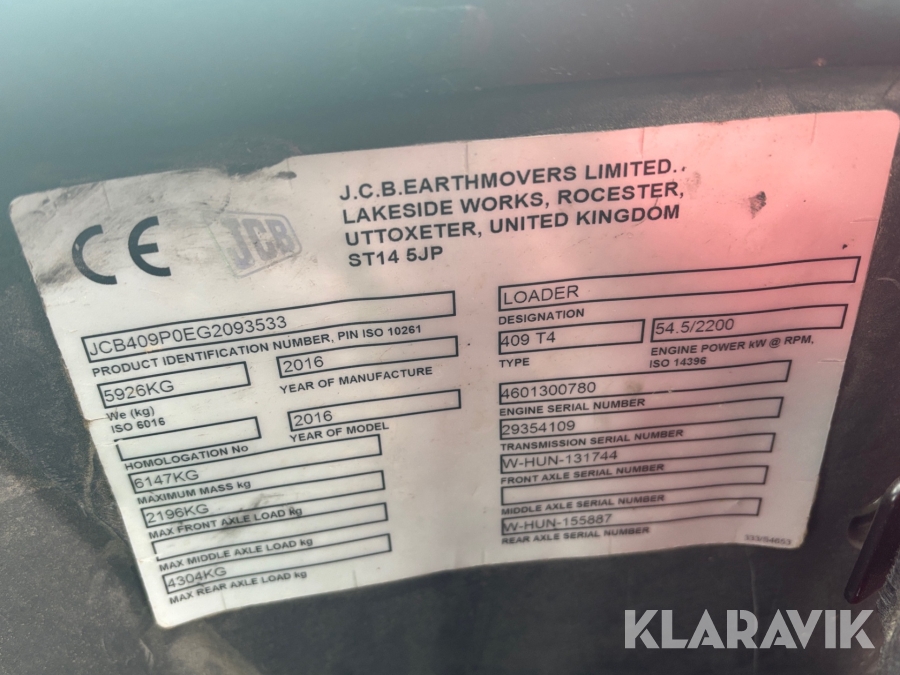 CE
JCB
J.C.B.EARTHMOVERS LIMITED.
LAKESIDE WORKS, ROCESTER,
UTTOXETER, UNITED KINGDOM
ST14 5JP
JCB409P0EG2093533
PRODUCT IDENTIFICATION NUMBER, PIN ISO 10261
5926KG
We (kg)
ISO 6016
2016
YEAR OF MANUFACTURE
HOMOLOGATION No
2016
YEAR OF MODEL
6147KG
MAXIMUM MASS kg
2196KG
MAX FRONT AXLE LOAD kg
MAX MIDDLE AXLE LOAD kg
4304KG
MAX REAR AXLE LOAD kg
LOADER
DESIGNATION
409 T4
TYPE
54.5/2200
ENGINE POWER kW @ RPM,
ISO 14396
4601300780
ENGINE SERIAL NUMBER
29354109
TRANSMISSION SERIAL NUMBER
W-HUN-131744
FRONT AXLE SERIAL NUMBER
MIDDLE AXLE SERIAL NUMBER
W-HUN-155887
REAR AXLE SERIAL NUMBER
333/S4653
KLARAVIK